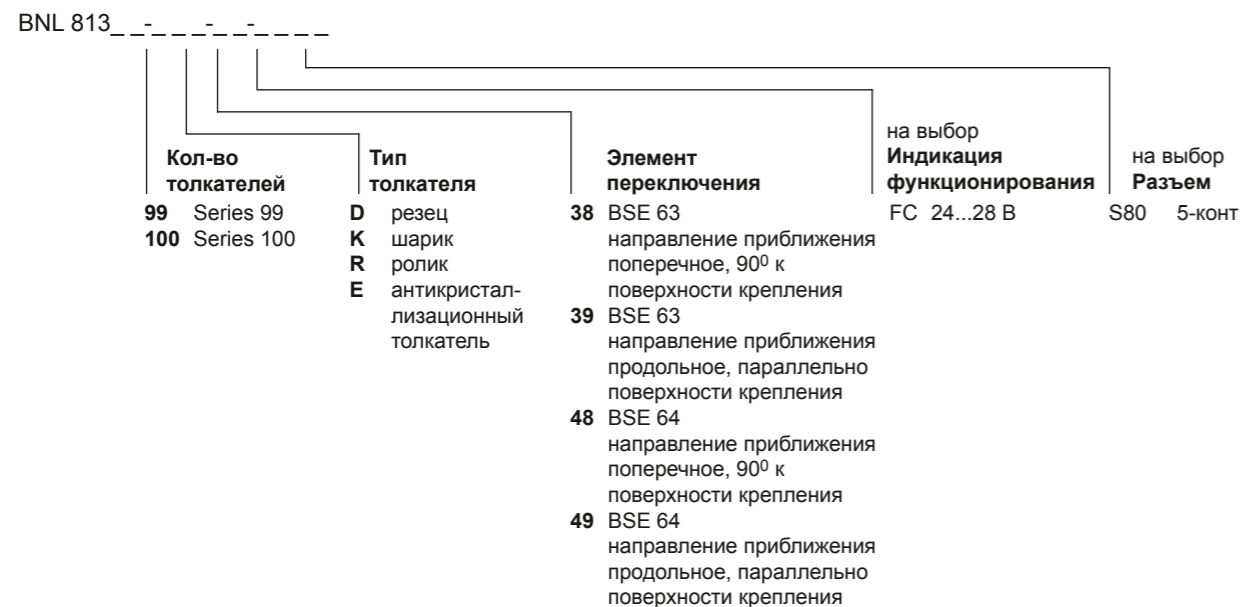 BNL 813_ _-_ _ _-_ _-_ _ _ _
Кол-во
толкателей
99 Series 99
100 Series 100
Тип
толкателя
D резец
K шарик
R ролик
E антикристал-
лизационный
толкатель
Элемент
переключения
38 BSE 63
направление приближения
поперечное, 90⁰ к
поверхности крепления
39 BSE 63
направление приближения
продольное, параллельно
поверхности крепления
48 BSE 64
направление приближения
поперечное, 90⁰ к
поверхности крепления
49 BSE 64
направление приближения
продольное, параллельно
поверхности крепления
на выбор
Индикация
функционирования
FC 24...28 В
на выбор
Разъем
S80 5-конт